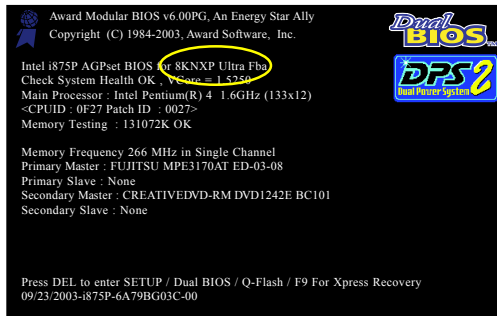 Award Modular BIOS v6.00PG, An Energy Star Ally
Copyright (C) 1984-2003, Award Software, Inc.
Dual
BIOS
TM
Intel i875P AGPset BIOS for 8KNXP Ultra Fba
Check System Health OK , VCore = 1.5250
Main Processor : Intel Pentium(R) 4 1.6GHz (133x12)
<CPUID : 0F27 Patch ID : 0027>
Memory Testing : 131072K OK
DPS 2
Dual Power System
Memory Frequency 266 MHz in Single Channel
Primary Master : FUJITSU MPE3170AT ED-03-08
Primary Slave : None
Secondary Master : CREATIVEDVD-RM DVD1242E BC101
Secondary Slave : None
Press DEL to enter SETUP / Dual BIOS / Q-Flash / F9 For Xpress Recovery
09/23/2003-i875P-6A79BG03C-00